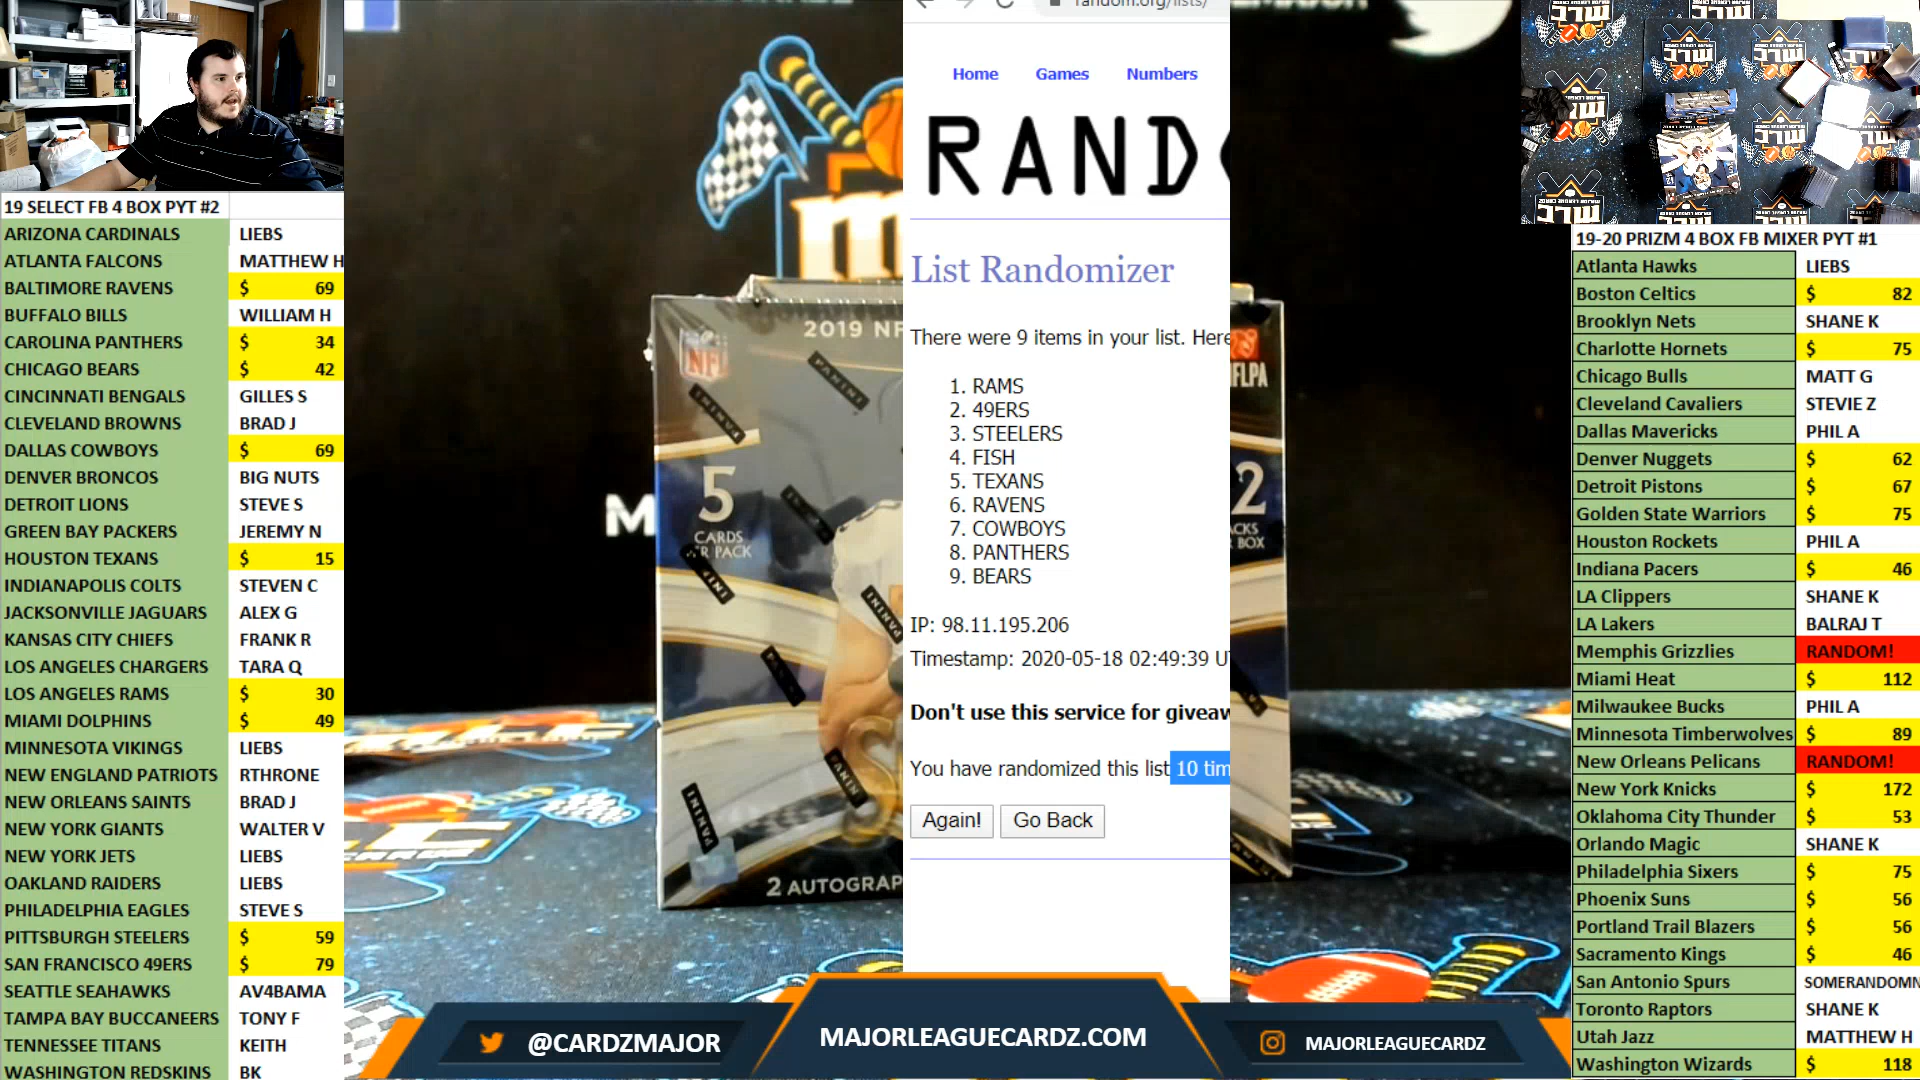 19 SELECT FB 4 BOX PYT #2
ARIZONA CARDINALS LIEBS
ATLANTA FALCONS MATTHEW H
BALTIMORE RAVENS $ 69
BUFFALO BILLS WILLIAM H
CAROLINA PANTHERS $ 34
CHICAGO BEARS $ 42
CINCINNATI BENGALS GILLES S
CLEVELAND BROWNS BRAD J
DALLAS COWBOYS $ 69
DENVER BRONCOS BIG NUTS
DETROIT LIONS STEVE S
GREEN BAY PACKERS JEREMY N
HOUSTON TEXANS $ 15
INDIANAPOLIS COLTS STEVEN C
JACKSONVILLE JAGUARS ALEX G
KANSAS CITY CHIEFS FRANK R
LOS ANGELES CHARGERS TARA Q
LOS ANGELES RAMS $ 30
MIAMI DOLPHINS $ 49
MINNESOTA VIKINGS LIEBS
NEW ENGLAND PATRIOTS RTHRONE
NEW ORLEANS SAINTS BRAD J
NEW YORK GIANTS WALTER V
NEW YORK JETS LIEBS
OAKLAND RAIDERS LIEBS
PHILADELPHIA EAGLES STEVE S
PITTSBURGH STEELERS $ 59
SAN FRANCISCO 49ERS $ 79
SEATTLE SEAHAWKS AV4BAMA
TAMPA BAY BUCCANEERS TONY F
TENNESSEE TITANS KEITH
WASHINGTON REDSKINS BK
2019 NF
NFL
PANINI
PANINI
5
CARDS
PANINI
PANINI
PANINI
PANINI
2 AUTOGRAP
M
random.org/lists/
Home Games Numbers
RAND
List Randomizer
There were 9 items in your list. Here
1. RAMS
2. 49ERS
3. STEELERS
4. FISH
5. TEXANS
6. RAVENS
7. COWBOYS
8. PANTHERS
9. BEARS
IP: 98.11.195.206
Timestamp: 2020-05-18 02:49:39 U
Don't use this service for giveaw
You have randomized this list 10 tim
Again! Go Back
FLPA
2
BOX
@CARDZMAJOR
MAJORLEAGUECARDZ.COM
MAJORLEAGUECARDZ
19-20 PRIZM 4 BOX FB MIXER PYT #1
Atlanta Hawks LIEBS
Boston Celtics $ 82
Brooklyn Nets SHANE K
Charlotte Hornets $ 75
Chicago Bulls MATT G
Cleveland Cavaliers STEVIE Z
Dallas Mavericks PHIL A
Denver Nuggets $ 62
Detroit Pistons $ 67
Golden State Warriors $ 75
Houston Rockets PHIL A
Indiana Pacers $ 46
LA Clippers SHANE K
LA Lakers BALRAJ T
Memphis Grizzlies RANDOM!
Miami Heat $ 112
Milwaukee Bucks PHIL A
Minnesota Timberwolves $ 89
New Orleans Pelicans RANDOM!
New York Knicks $ 172
Oklahoma City Thunder $ 53
Orlando Magic SHANE K
Philadelphia Sixers $ 75
Phoenix Suns $ 56
Portland Trail Blazers $ 56
Sacramento Kings $ 46
San Antonio Spurs SOMERANDOMN
Toronto Raptors SHANE K
Utah Jazz MATTHEW H
Washington Wizards $ 118